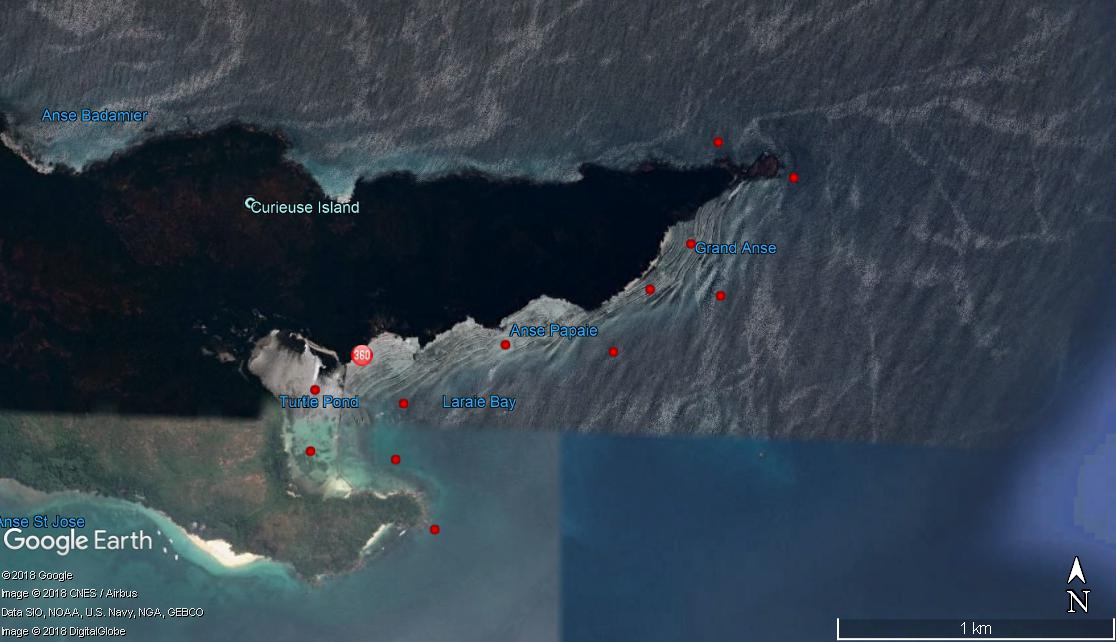 Anse Badamier
Curieuse Island
Grand Anse
Anse Papaie
360
Turtle Pond
Laraie Bay
Anse St Jose
Google Earth
©2018 Google
Image © 2018 CNES / Airbus
Data SIO, NOAA, U.S. Navy, NGA, GEBCO
Image © 2018 DigitalGlobe
N
1 km